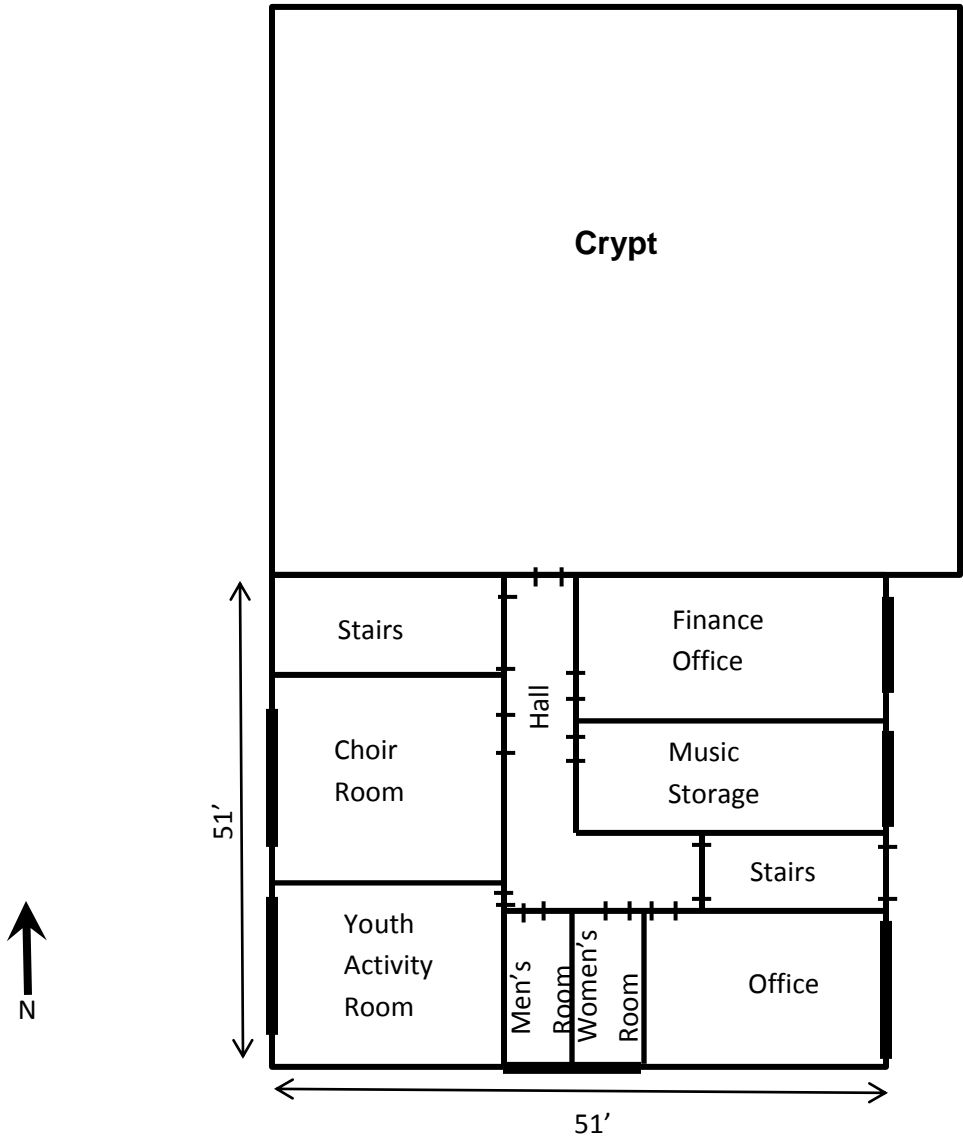 Crypt
Stairs
Finance
Office
Hall
Choir
Room
Music
Storage
51’
Stairs
Youth
Activity
Room
Men’s
Room
Women’s
Room
Office
N
51’